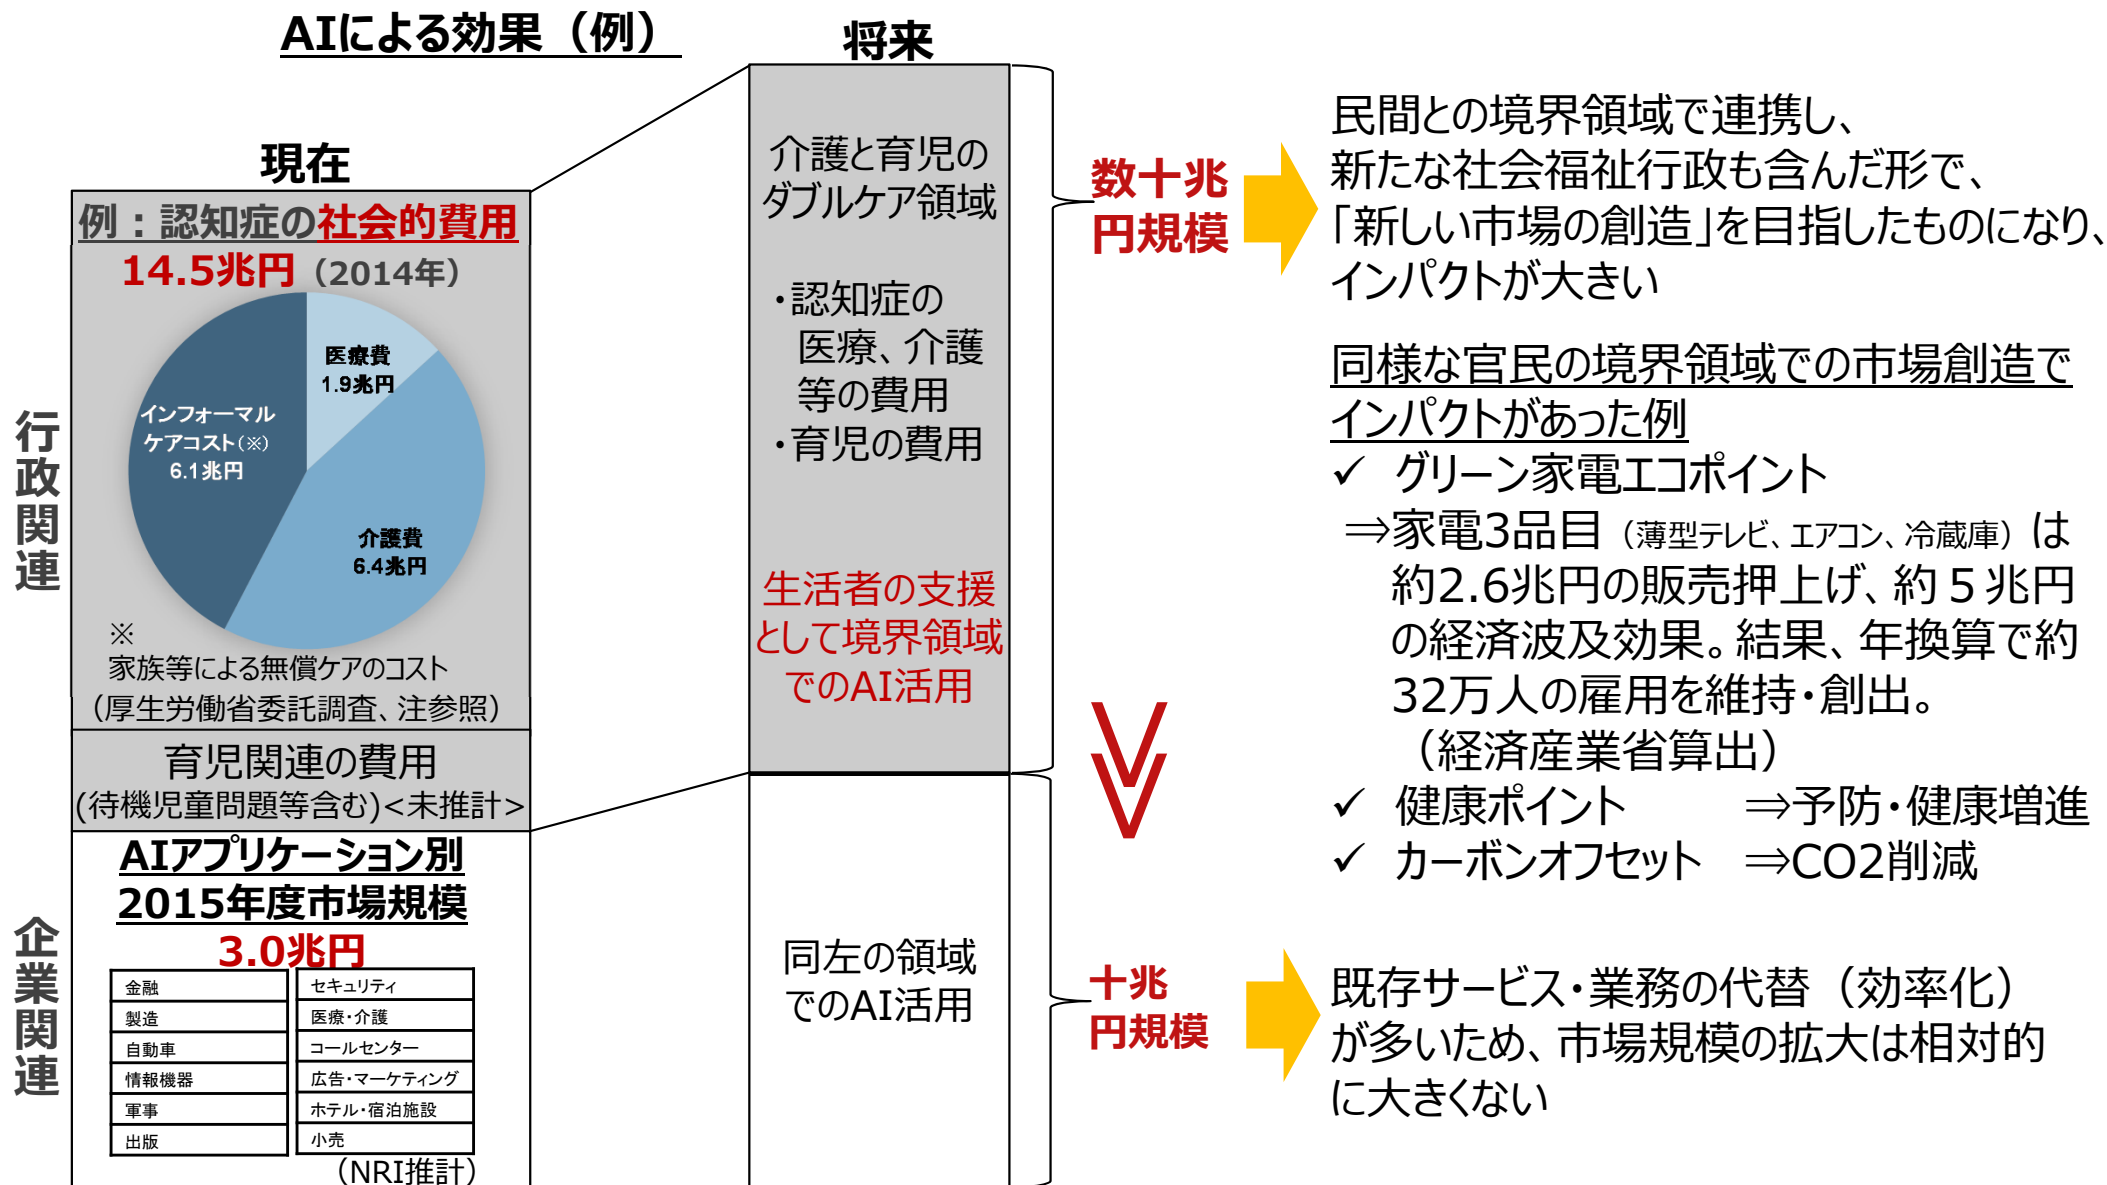 AIによる効果（例）
現在
将来
行政関連
例：認知症の社会的費用
14.5兆円（2014年）
医療費
1.9兆円
インフォーマル
ケアコスト（※）
6.1兆円
介護費
6.4兆円
※
家族等による無償ケアのコスト
（厚生労働省委託調査、注参照）
育児関連の費用
(待機児童問題等含む)<未推計>
企業関連
AIアプリケーション別
2015年度市場規模
3.0兆円
金融
製造
自動車
情報機器
軍事
出版
セキュリティ
医療・介護
コールセンター
広告・マーケティング
ホテル・宿泊施設
小売
（NRI推計）
介護と育児の
ダブルケア領域
・認知症の
医療、介護
等の費用
・育児の費用
生活者の支援
として境界領域
でのAI活用
同左の領域
でのAI活用
数十兆
円規模
十兆
円規模
民間との境界領域で連携し、
新たな社会福祉行政も含んだ形で、
「新しい市場の創造」を目指したものになり、
インパクトが大きい
同様な官民の境界領域での市場創造で
インパクトがあった例
✓ グリーン家電エコポイント
⇒家電3品目（薄型テレビ、エアコン、冷蔵庫）は
約2.6兆円の販売押上げ、約５兆円
の経済波及効果。結果、年換算で約
32万人の雇用を維持・創出。
（経済産業省算出）
✓ 健康ポイント ⇒予防・健康増進
✓ カーボンオフセット ⇒CO2削減
既存サービス・業務の代替（効率化）
が多いため、市場規模の拡大は相対的
に大きくない